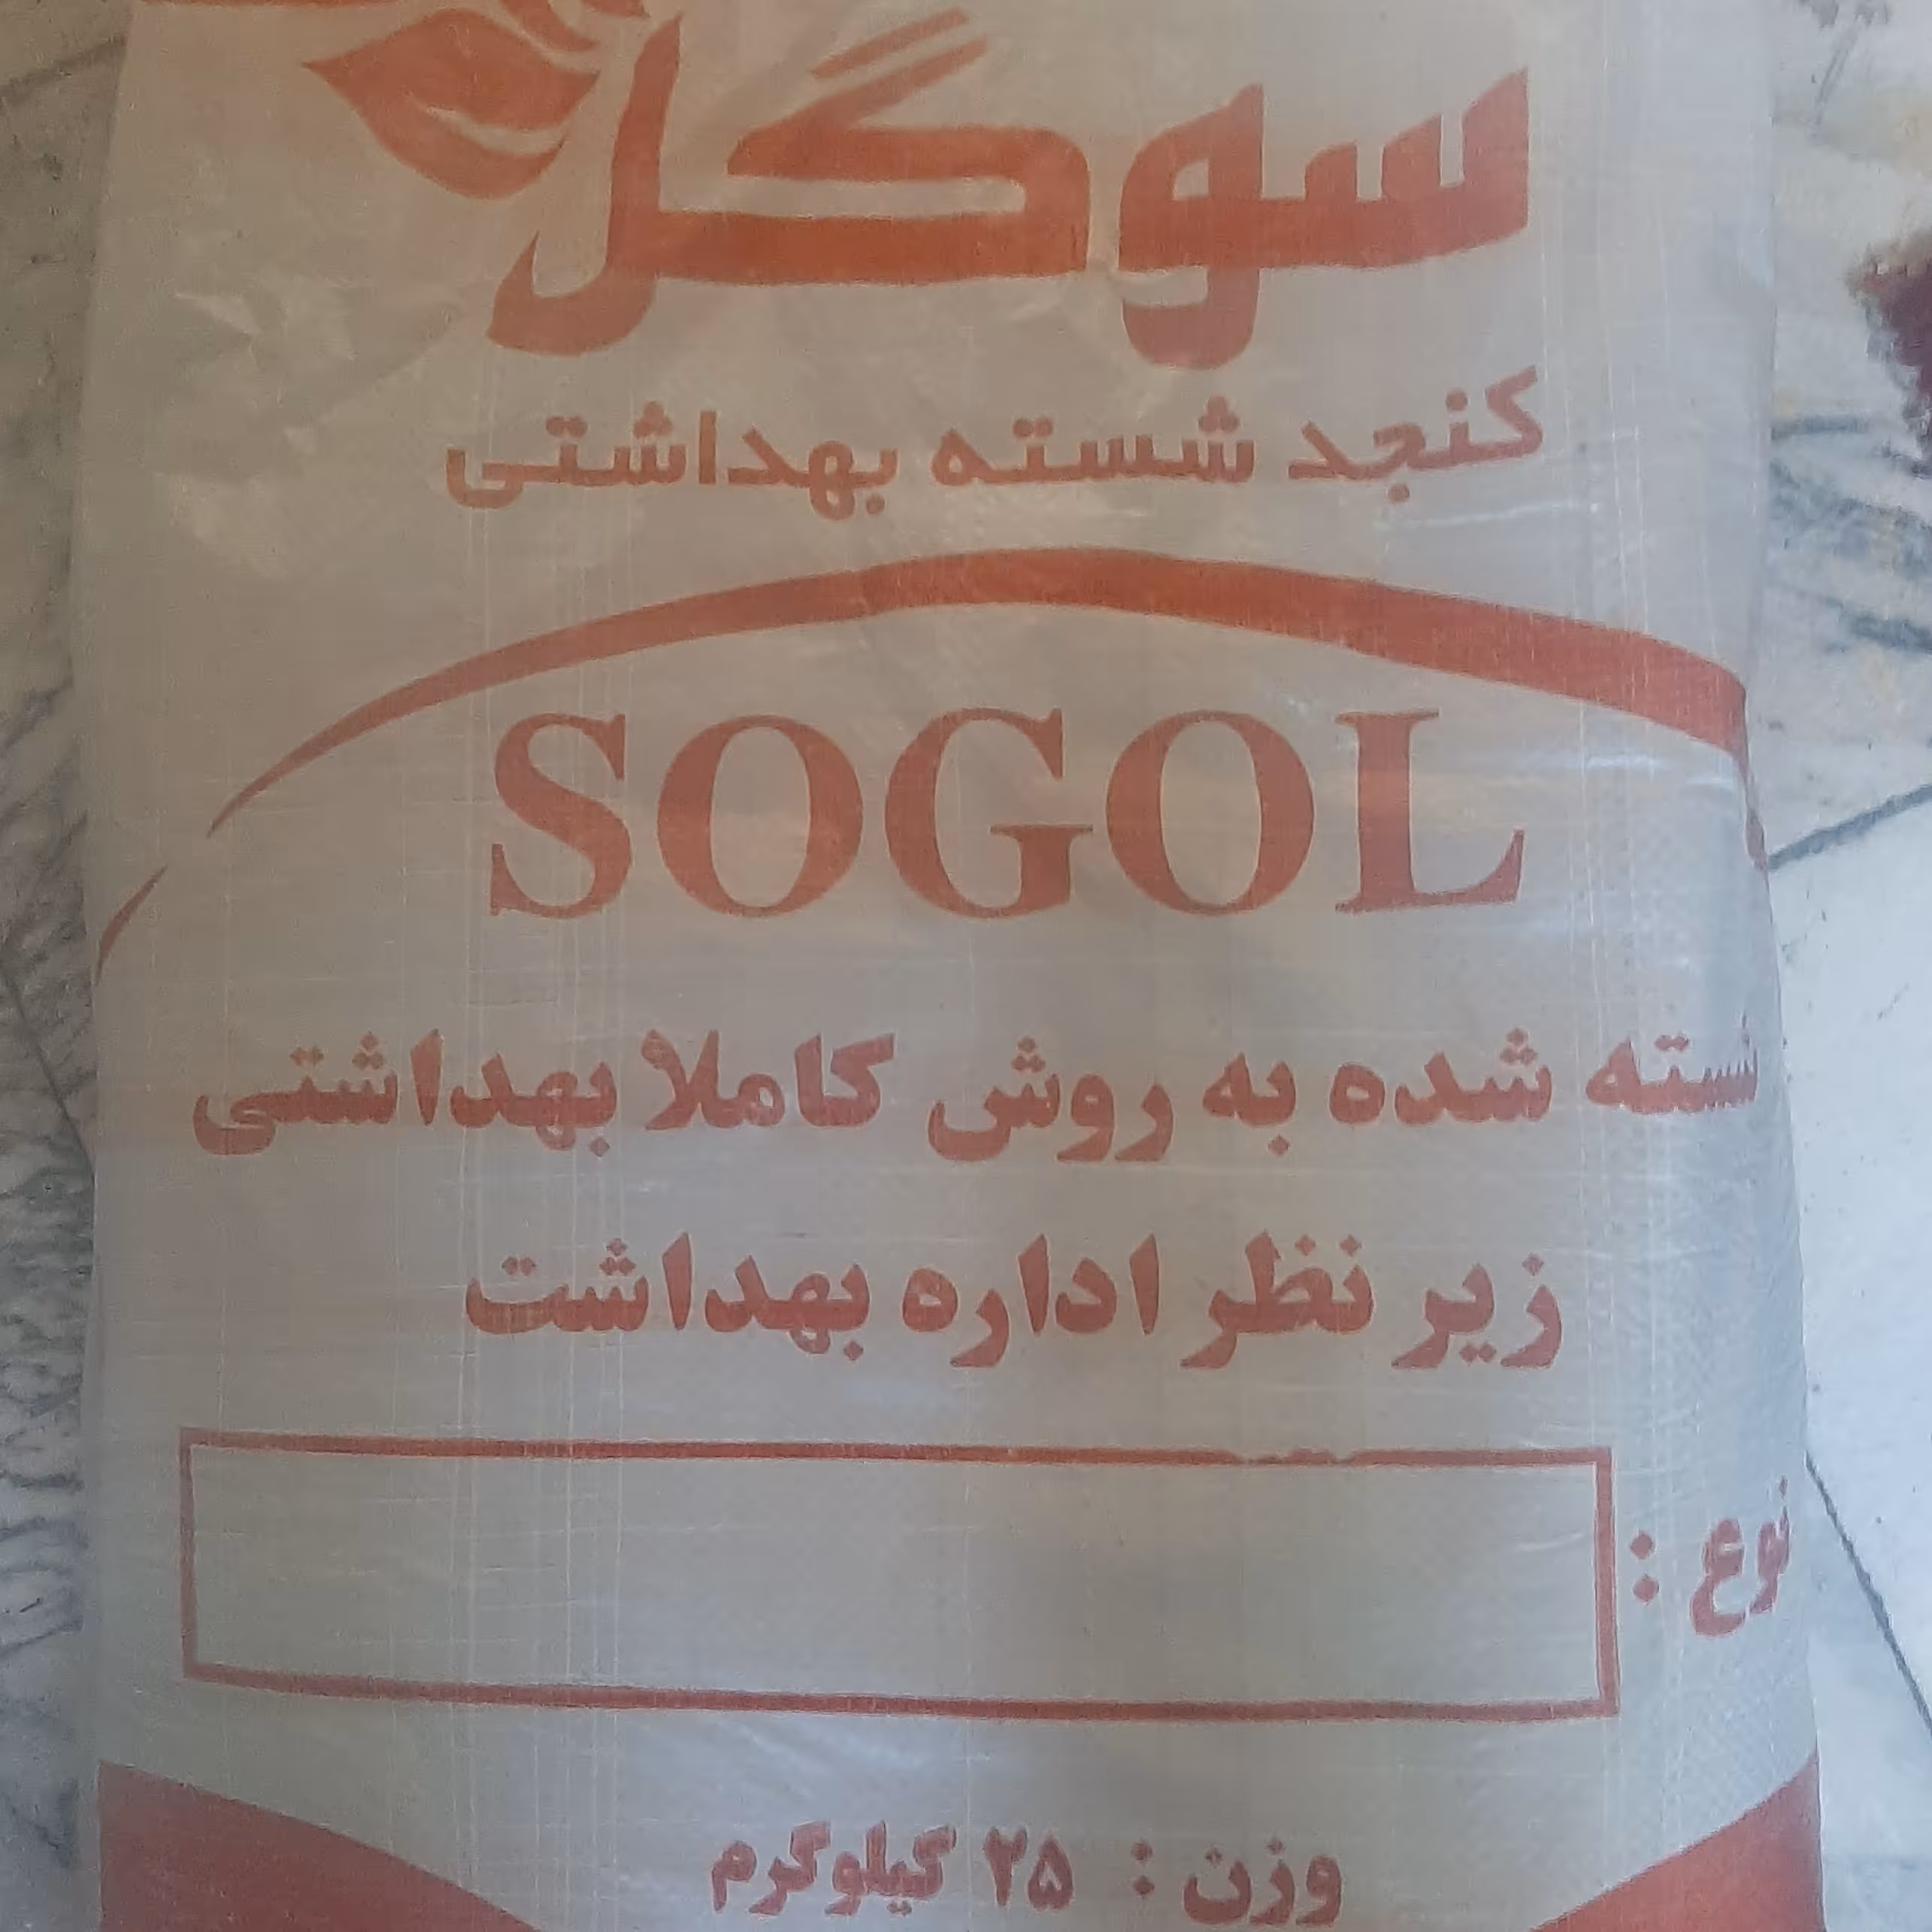 سوگل
کنجد شسته بهداشتی
SOGOL
شسته شده به روش کاملا بهداشتی
زیر نظر اداره بهداشت
نوع :
وزن : ۲۵ کیلوگرم